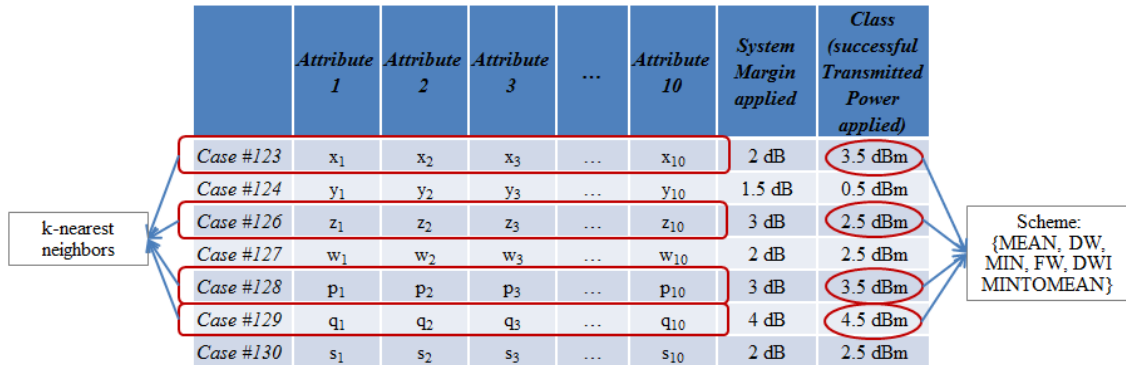 Attribute 1 Attribute 2 Attribute 3 ... Attribute 10 System Margin applied Class (successful Transmitted Power applied)
Case #123 x1 x2 x3 ... x10 2 dB 3.5 dBm
Case #124 y1 y2 y3 ... y10 1.5 dB 0.5 dBm
Case #126 z1 z2 z3 ... z10 3 dB 2.5 dBm
Case #127 w1 w2 w3 ... w10 2 dB 2.5 dBm
Case #128 p1 p2 p3 ... p10 3 dB 3.5 dBm
Case #129 q1 q2 q3 ... q10 4 dB 4.5 dBm
Case #130 s1 s2 s3 ... s10 2 dB 2.5 dBm
k-nearest
neighbors
Scheme:
{MEAN, DW,
MIN, FW, DWI
MINTOMEAN}